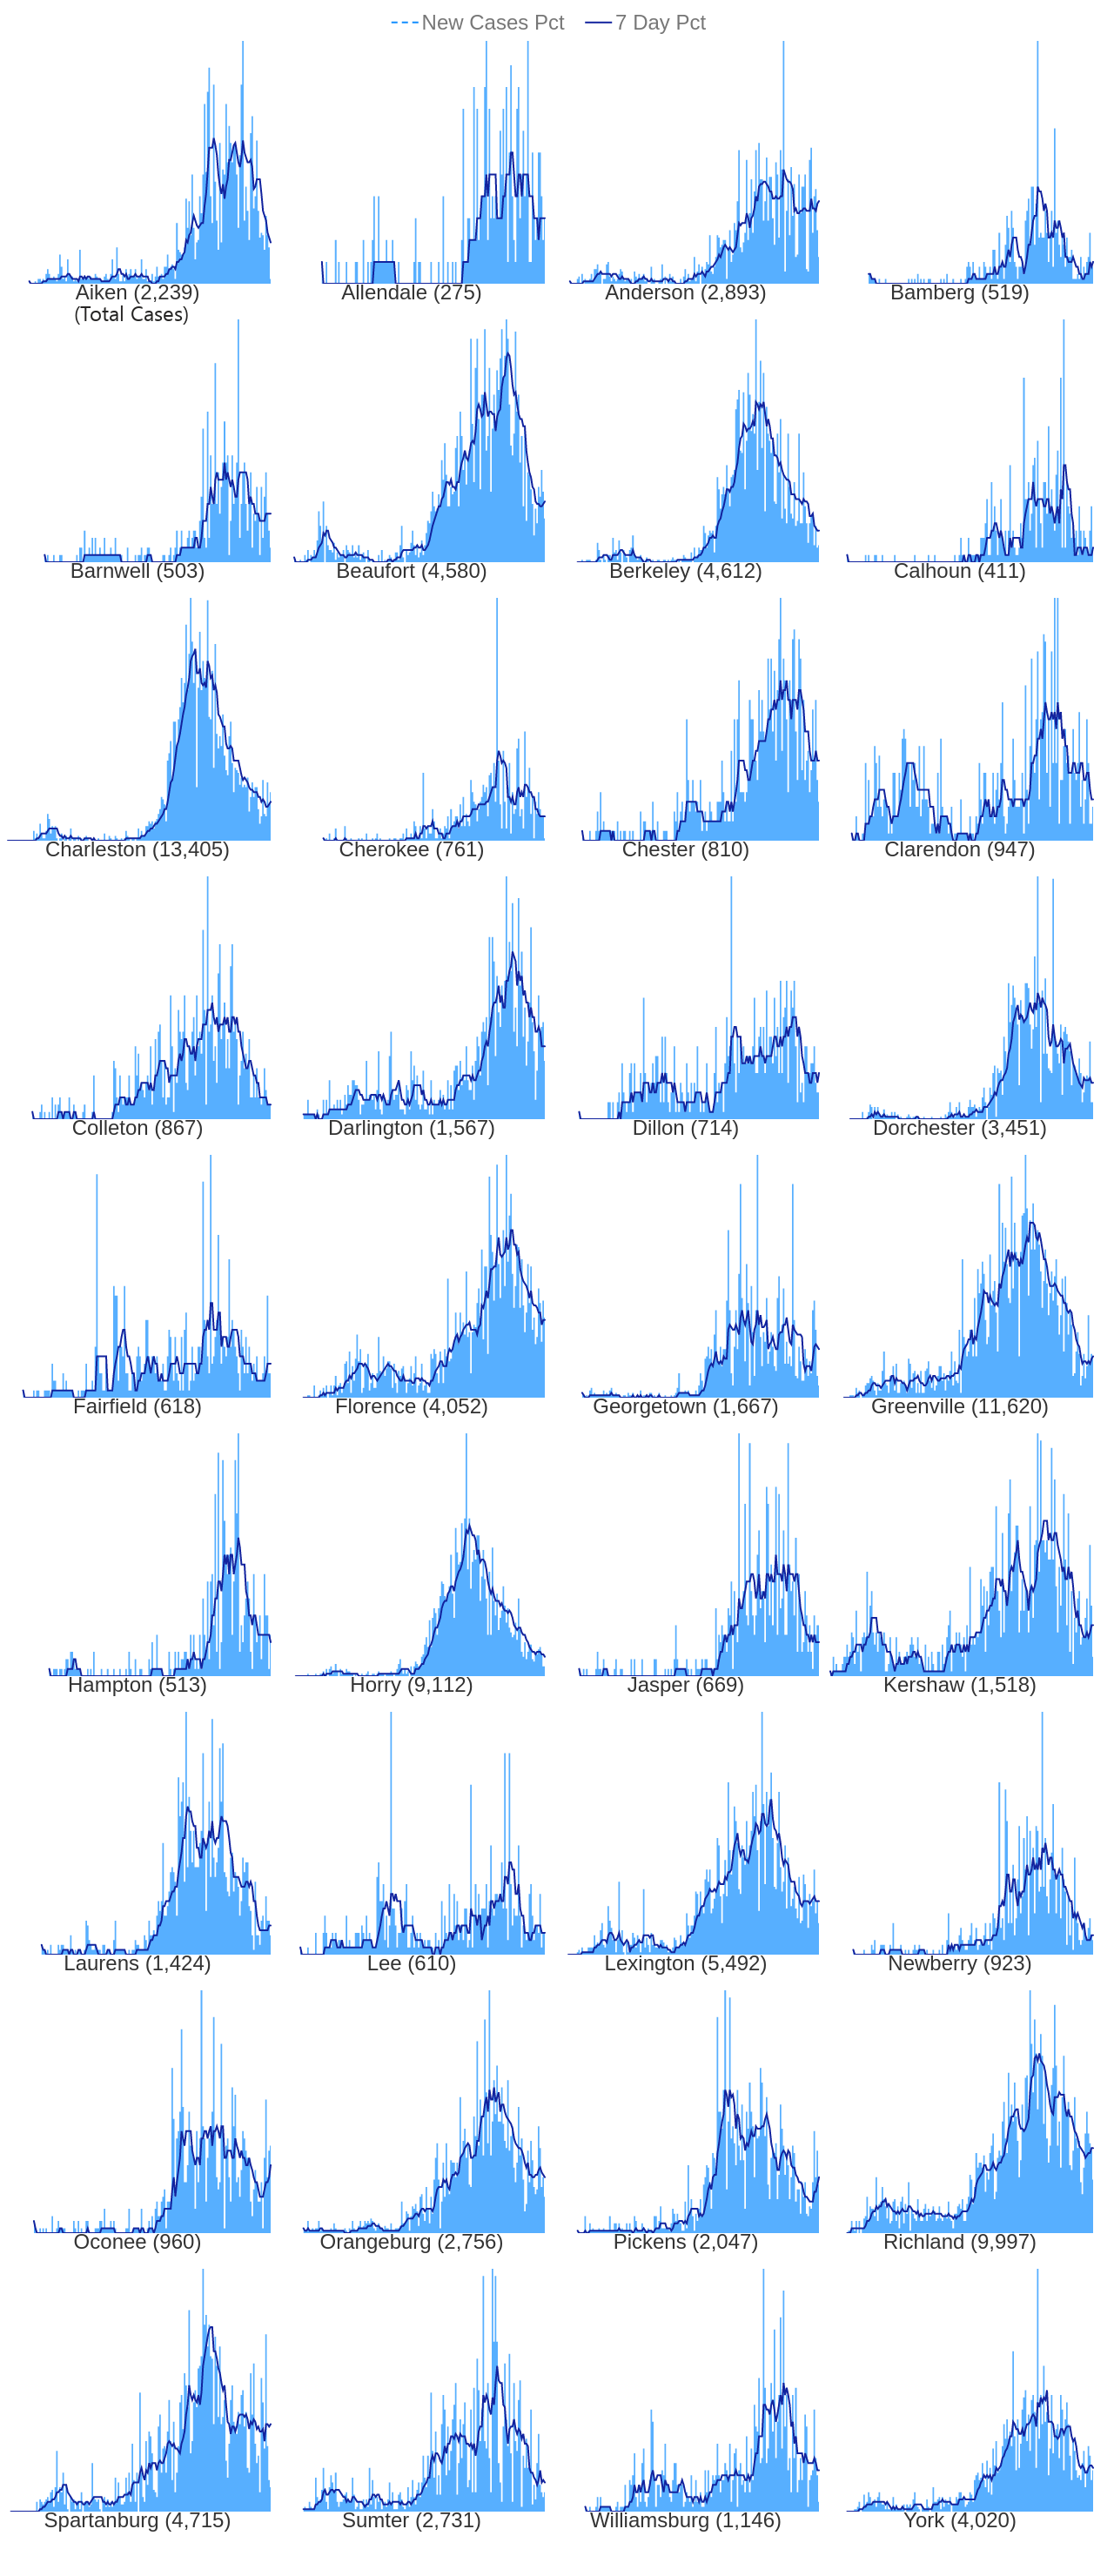 New Cases Pct 7 Day Pct
Aiken (2,239) Allendale (275) Anderson (2,893) Bamberg (519)
(Total Cases)
Barnwell (503) Beaufort (4,580) Berkeley (4,612) Calhoun (411)
Charleston (13,405) Cherokee (761) Chester (810) Clarendon (947)
Colleton (867) Darlington (1,567) Dillon (714) Dorchester (3,451)
Fairfield (618) Florence (4,052) Georgetown (1,667) Greenville (11,620)
Hampton (513) Horry (9,112) Jasper (669) Kershaw (1,518)
Laurens (1,424) Lee (610) Lexington (5,492) Newberry (923)
Oconee (960) Orangeburg (2,756) Pickens (2,047) Richland (9,997)
Spartanburg (4,715) Sumter (2,731) Williamsburg (1,146) York (4,020)